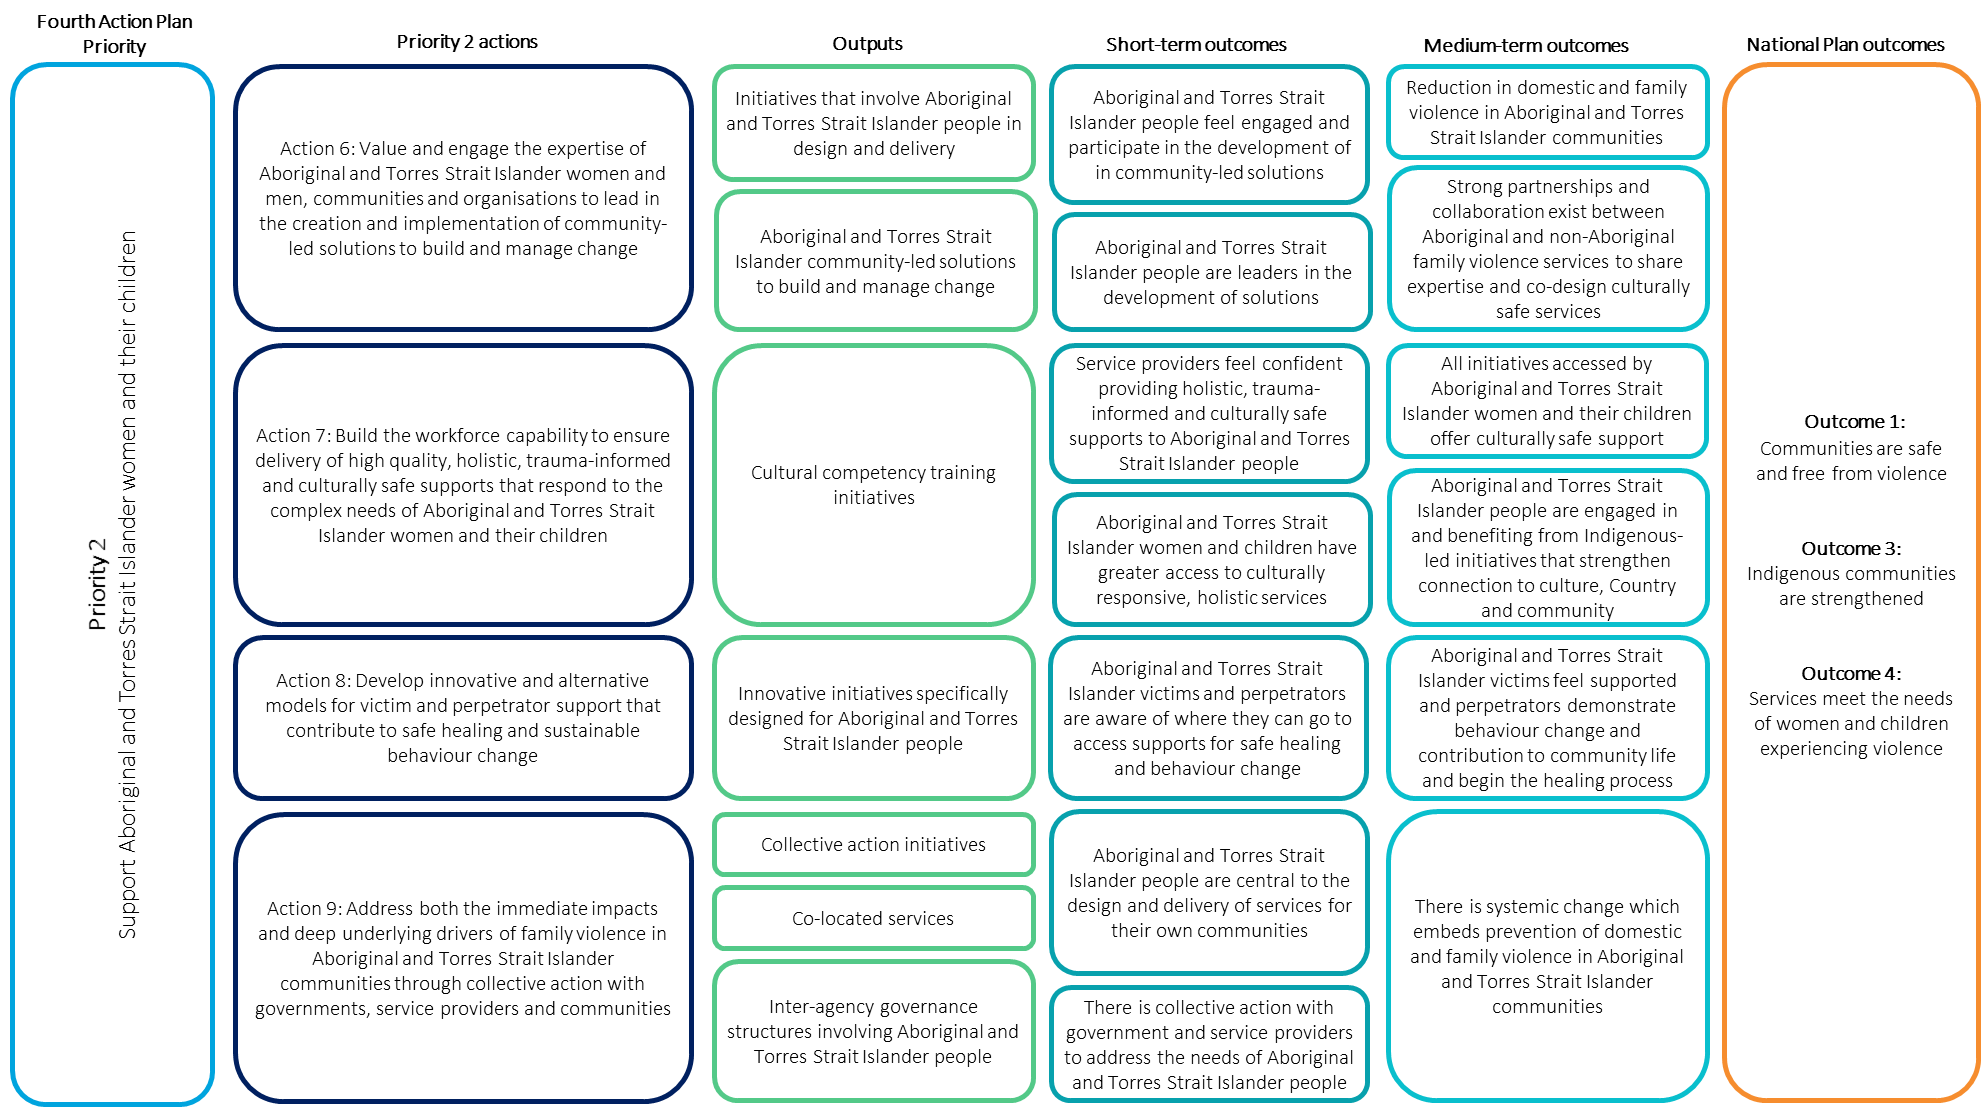 Fourth Action Plan
Priority
Priority 2
Support Aboriginal and Torres Strait Islander women and their children
Priority 2 actions
Action 6: Value and engage the expertise of
Aboriginal and Torres Strait Islander women and
men, communities and organisations to lead in
the creation and implementation of community-
led solutions to build and manage change
Action 7: Build the workforce capability to ensure
delivery of high quality, holistic, trauma-informed
and culturally safe supports that respond to the
complex needs of Aboriginal and Torres Strait
Islander women and their children
Action 8: Develop innovative and alternative
models for victim and perpetrator support that
contribute to safe healing and sustainable
behaviour change
Action 9: Address both the immediate impacts
and deep underlying drivers of family violence in
Aboriginal and Torres Strait Islander
communities through collective action with
governments, service providers and communities
Outputs
Initiatives that involve Aboriginal
and Torres Strait Islander people in
design and delivery
Aboriginal and Torres Strait
Islander community-led solutions
to build and manage change
Cultural competency training
initiatives
Innovative initiatives specifically
designed for Aboriginal and Torres
Strait Islander people
Collective action initiatives
Co-located services
Inter-agency governance
structures involving Aboriginal and
Torres Strait Islander people
Short-term outcomes
Aboriginal and Torres Strait
Islander people feel engaged and
participate in the development of
in community-led solutions
Aboriginal and Torres Strait
Islander people are leaders in the
development of solutions
Service providers feel confident
providing holistic, trauma-
informed and culturally safe
supports to Aboriginal and Torres
Strait Islander people
Aboriginal and Torres Strait
Islander women and children have
greater access to culturally
responsive, holistic services
Aboriginal and Torres Strait
Islander victims and perpetrators
are aware of where they can go to
access supports for safe healing
and behaviour change
Aboriginal and Torres Strait
Islander people are central to the
design and delivery of services for
their own communities
There is collective action with
government and service providers
to address the needs of Aboriginal
and Torres Strait Islander people
Medium-term outcomes
Reduction in domestic and family
violence in Aboriginal and Torres
Strait Islander communities
Strong partnerships and
collaboration exist between
Aboriginal and non-Aboriginal
family violence services to share
expertise and co-design culturally
safe services
All initiatives accessed by
Aboriginal and Torres Strait
Islander women and their children
offer culturally safe support
Aboriginal and Torres Strait
Islander people are engaged in
and benefiting from Indigenous-
led initiatives that strengthen
connection to culture, Country
and community
Aboriginal and Torres Strait
Islander victims feel supported
and perpetrators demonstrate
behaviour change and
contribution to community life
and begin the healing process
There is systemic change which
embeds prevention of domestic
and family violence in Aboriginal
and Torres Strait Islander
communities
National Plan outcomes
Outcome 1:
Communities are safe
and free from violence
Outcome 3:
Indigenous communities
are strengthened
Outcome 4:
Services meet the needs
of women and children
experiencing violence